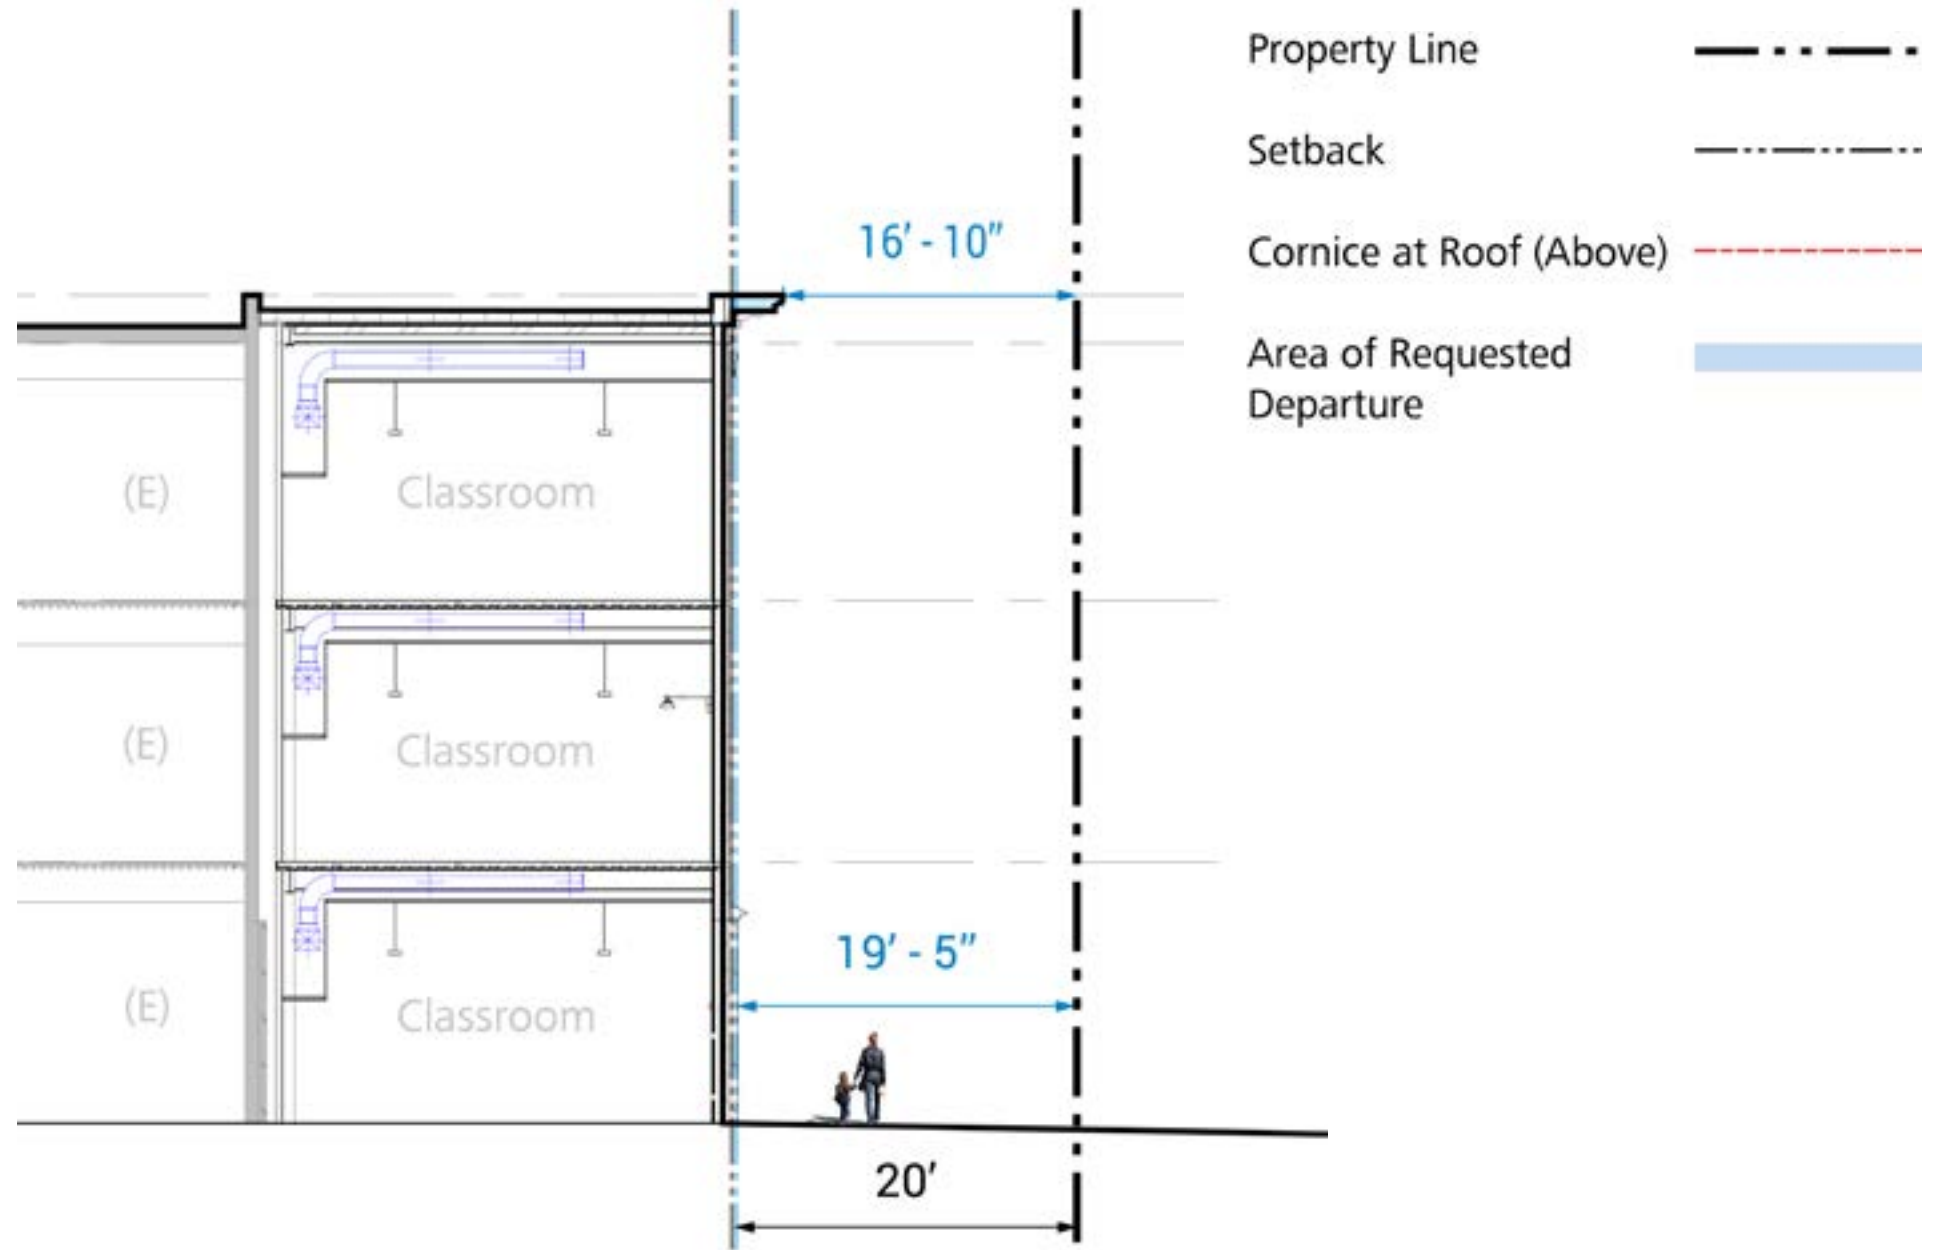 Property Line
Setback
16′ - 10″
Cornice at Roof (Above)
Area of Requested
Departure
(E)
Classroom
(E)
Classroom
19′ - 5″
(E)
Classroom
20′